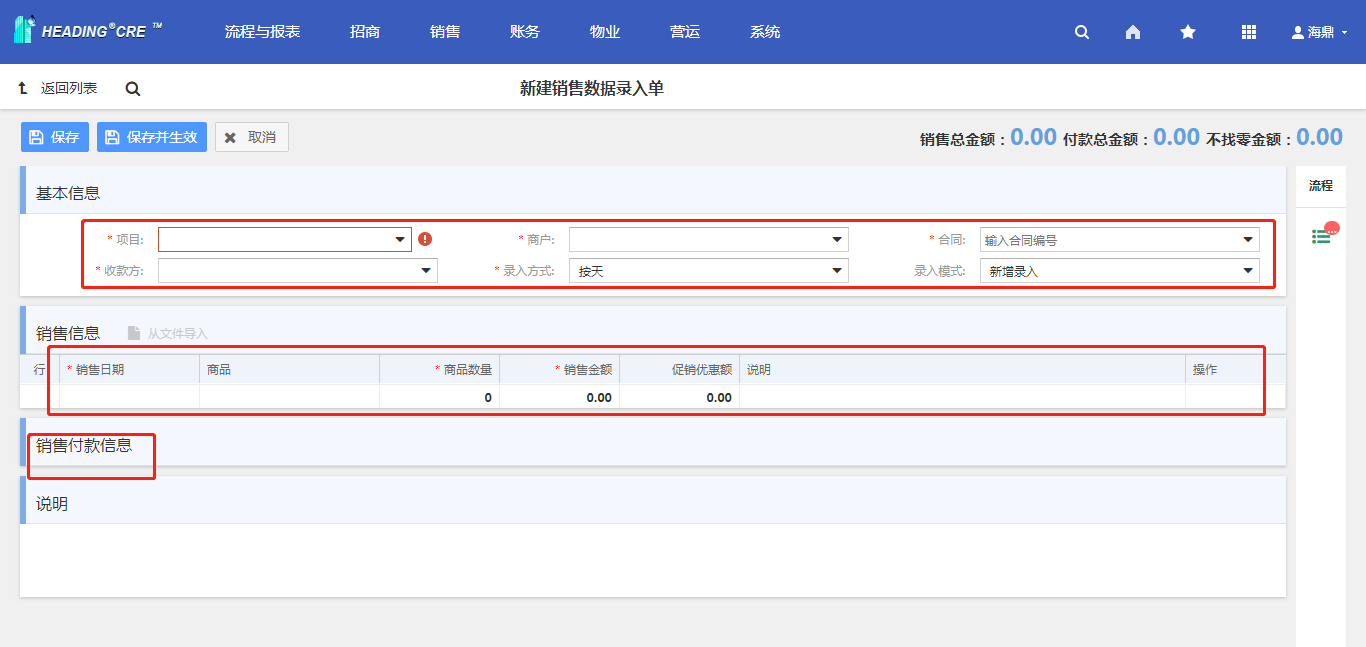 HEADING®CRE ™ 流程与报表 招商 销售 账务 物业 营运 系统 海鼎
返回列表 新建销售数据录入单
保存 保存并生效 取消 销售总金额：0.00 付款总金额：0.00 不找零金额：0.00
基本信息 流程
* 项目: * 商户: * 合同: 输入合同编号
* 收款方: * 录入方式: 按天 录入模式: 新增录入
销售信息 从文件导入
行 * 销售日期 商品 * 商品数量 * 销售金额 促销优惠额 说明 操作
0 0.00 0.00
销售付款信息
说明